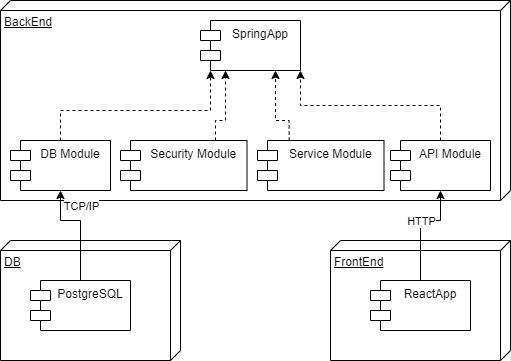 BackEnd
SpringApp
DB Module
Security Module
Service Module
API Module
TCP/IP
HTTP
DB
FrontEnd
PostgreSQL
ReactApp